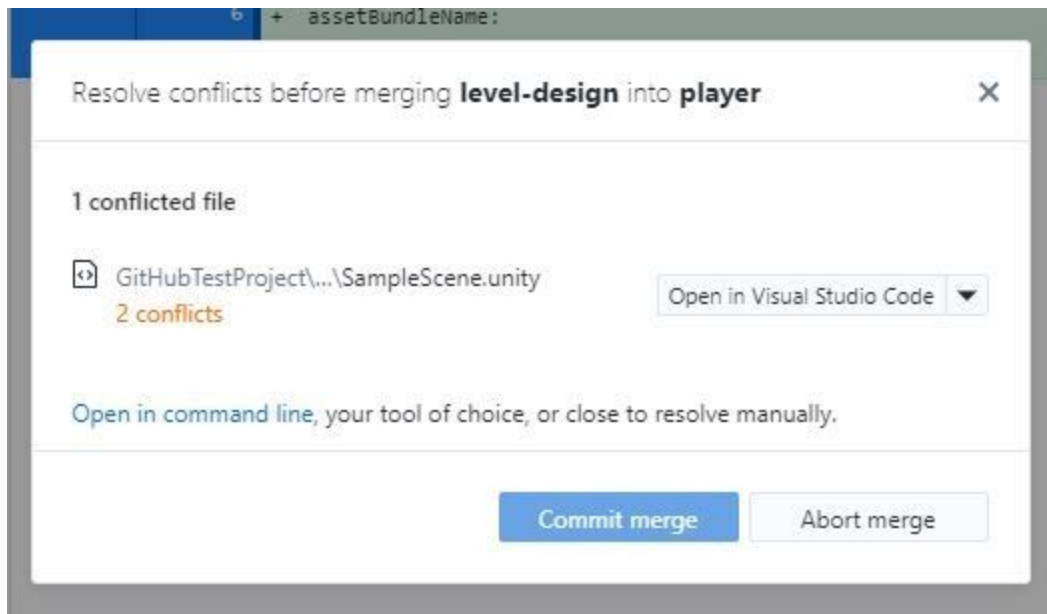 6 + assetBundleName:
Resolve conflicts before merging level-design into player
1 conflicted file
GitHubTestProject\...\SampleScene.unity
2 conflicts
Open in Visual Studio Code
Open in command line, your tool of choice, or close to resolve manually.
Commit merge
Abort merge